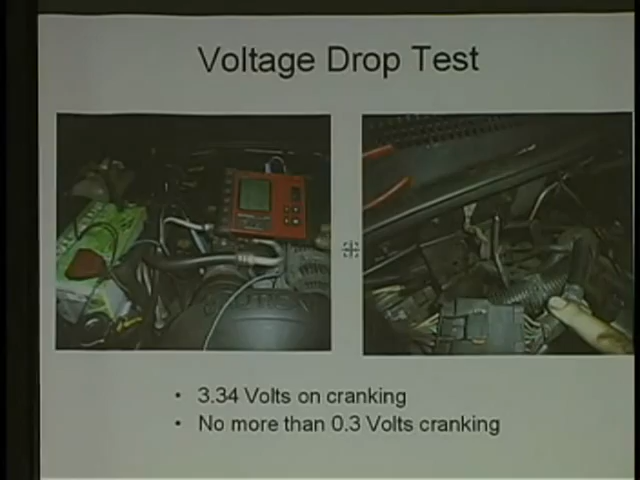 Voltage Drop Test
• 3.34 Volts on cranking
• No more than 0.3 Volts cranking